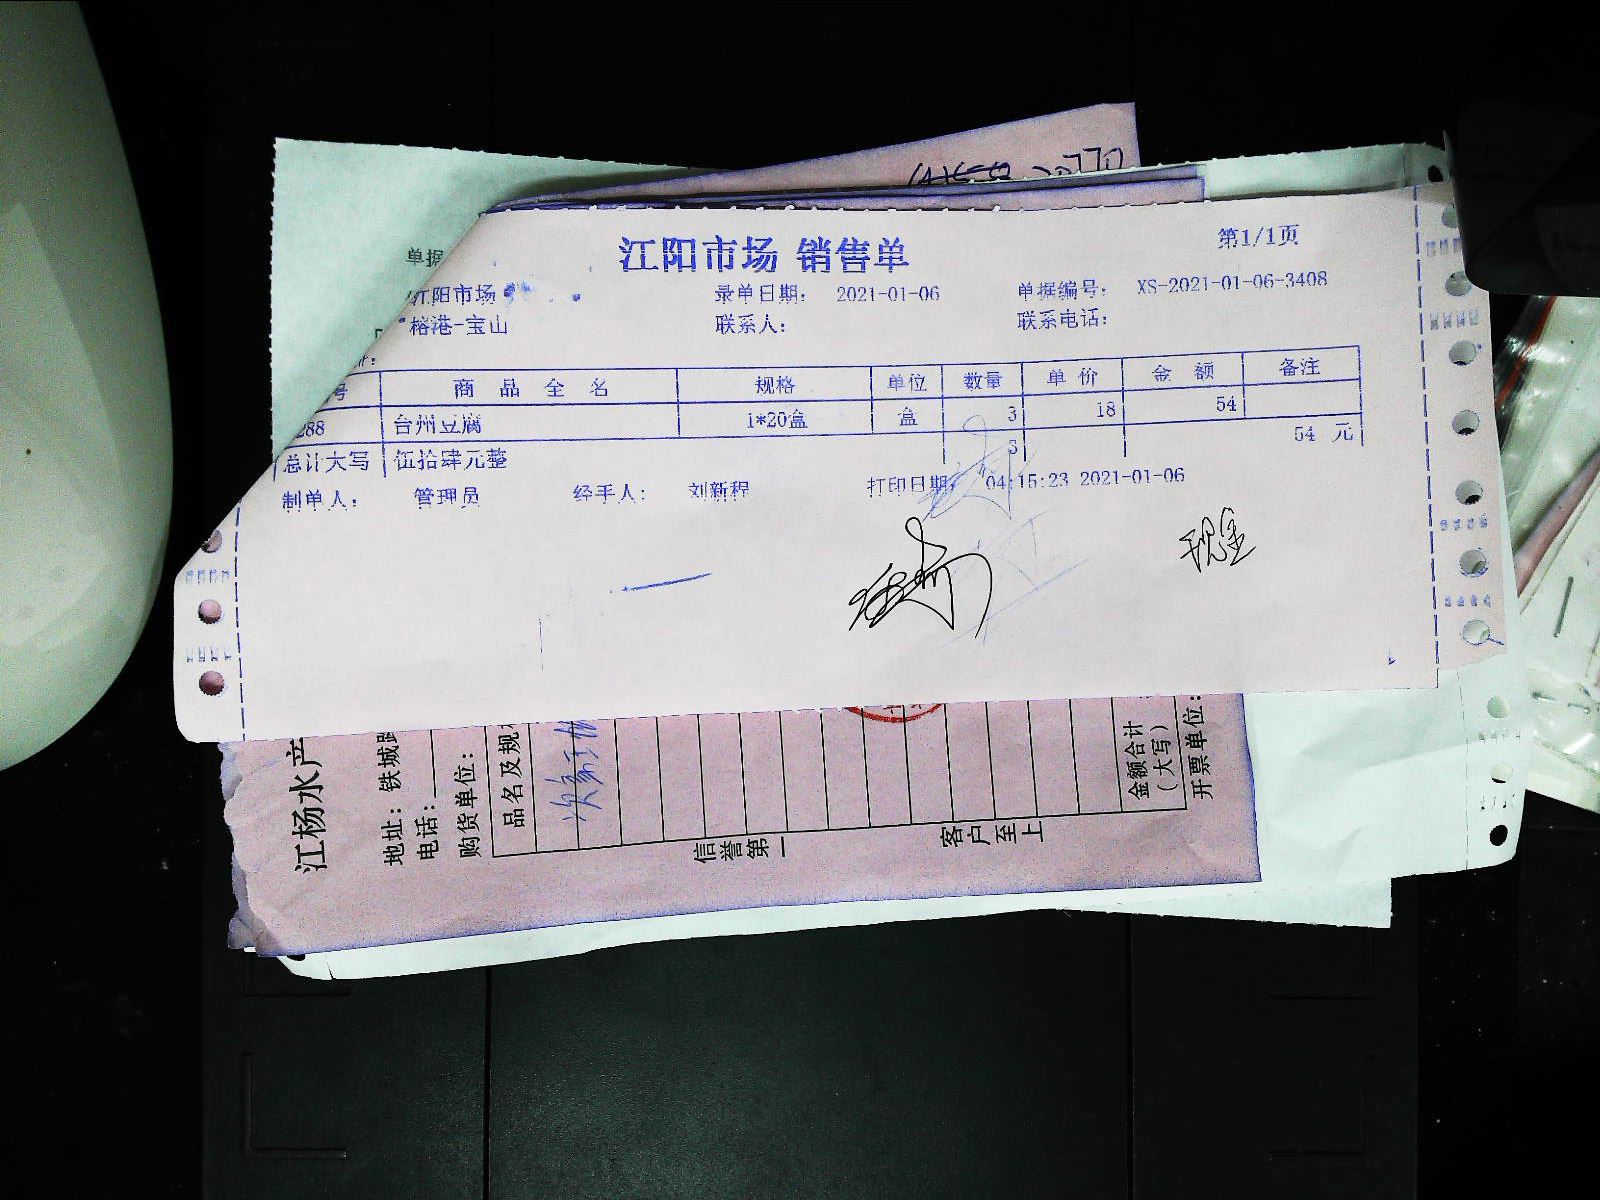 江阳市场 销售单
第1/1页
单据
江阳市场
录单日期： 2021-01-06
单据编号： XS-2021-01-06-3408
榕港-宝山
联系人：
联系电话：
号 商 品 全 名 规格 单位 数量 单 价 金 额 备注
288 台州豆腐 1*20盒 盒 3 18 54
总计大写 伍拾肆元整 3 54 元
制单人： 管理员 经手人： 刘新程 打印日期： 04:15:23 2021-01-06
现金
江杨水产
地址：铁城路
电话：
购货单位：
品名及规
金额合计
（大写）
开票单位：
信誉第一
客户至上